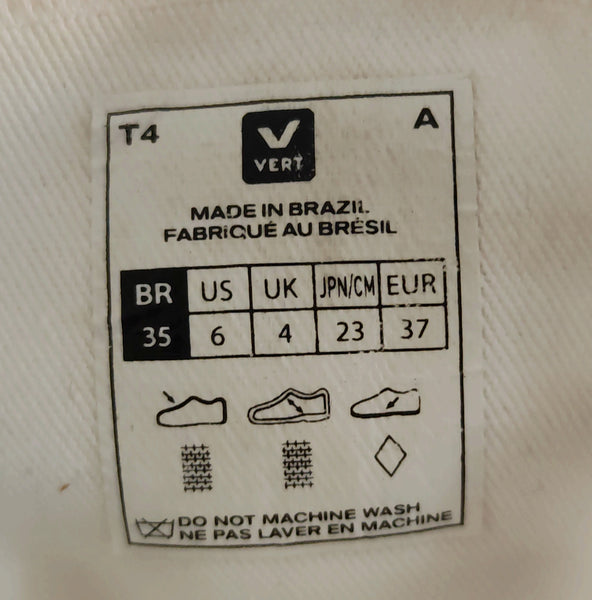 T4
A
V
VERT
MADE IN BRAZIL
FABRIQUÉ AU BRÉSIL
BR US UK JPN/CM EUR
35 6 4 23 37
DO NOT MACHINE WASH
NE PAS LAVER EN MACHINE